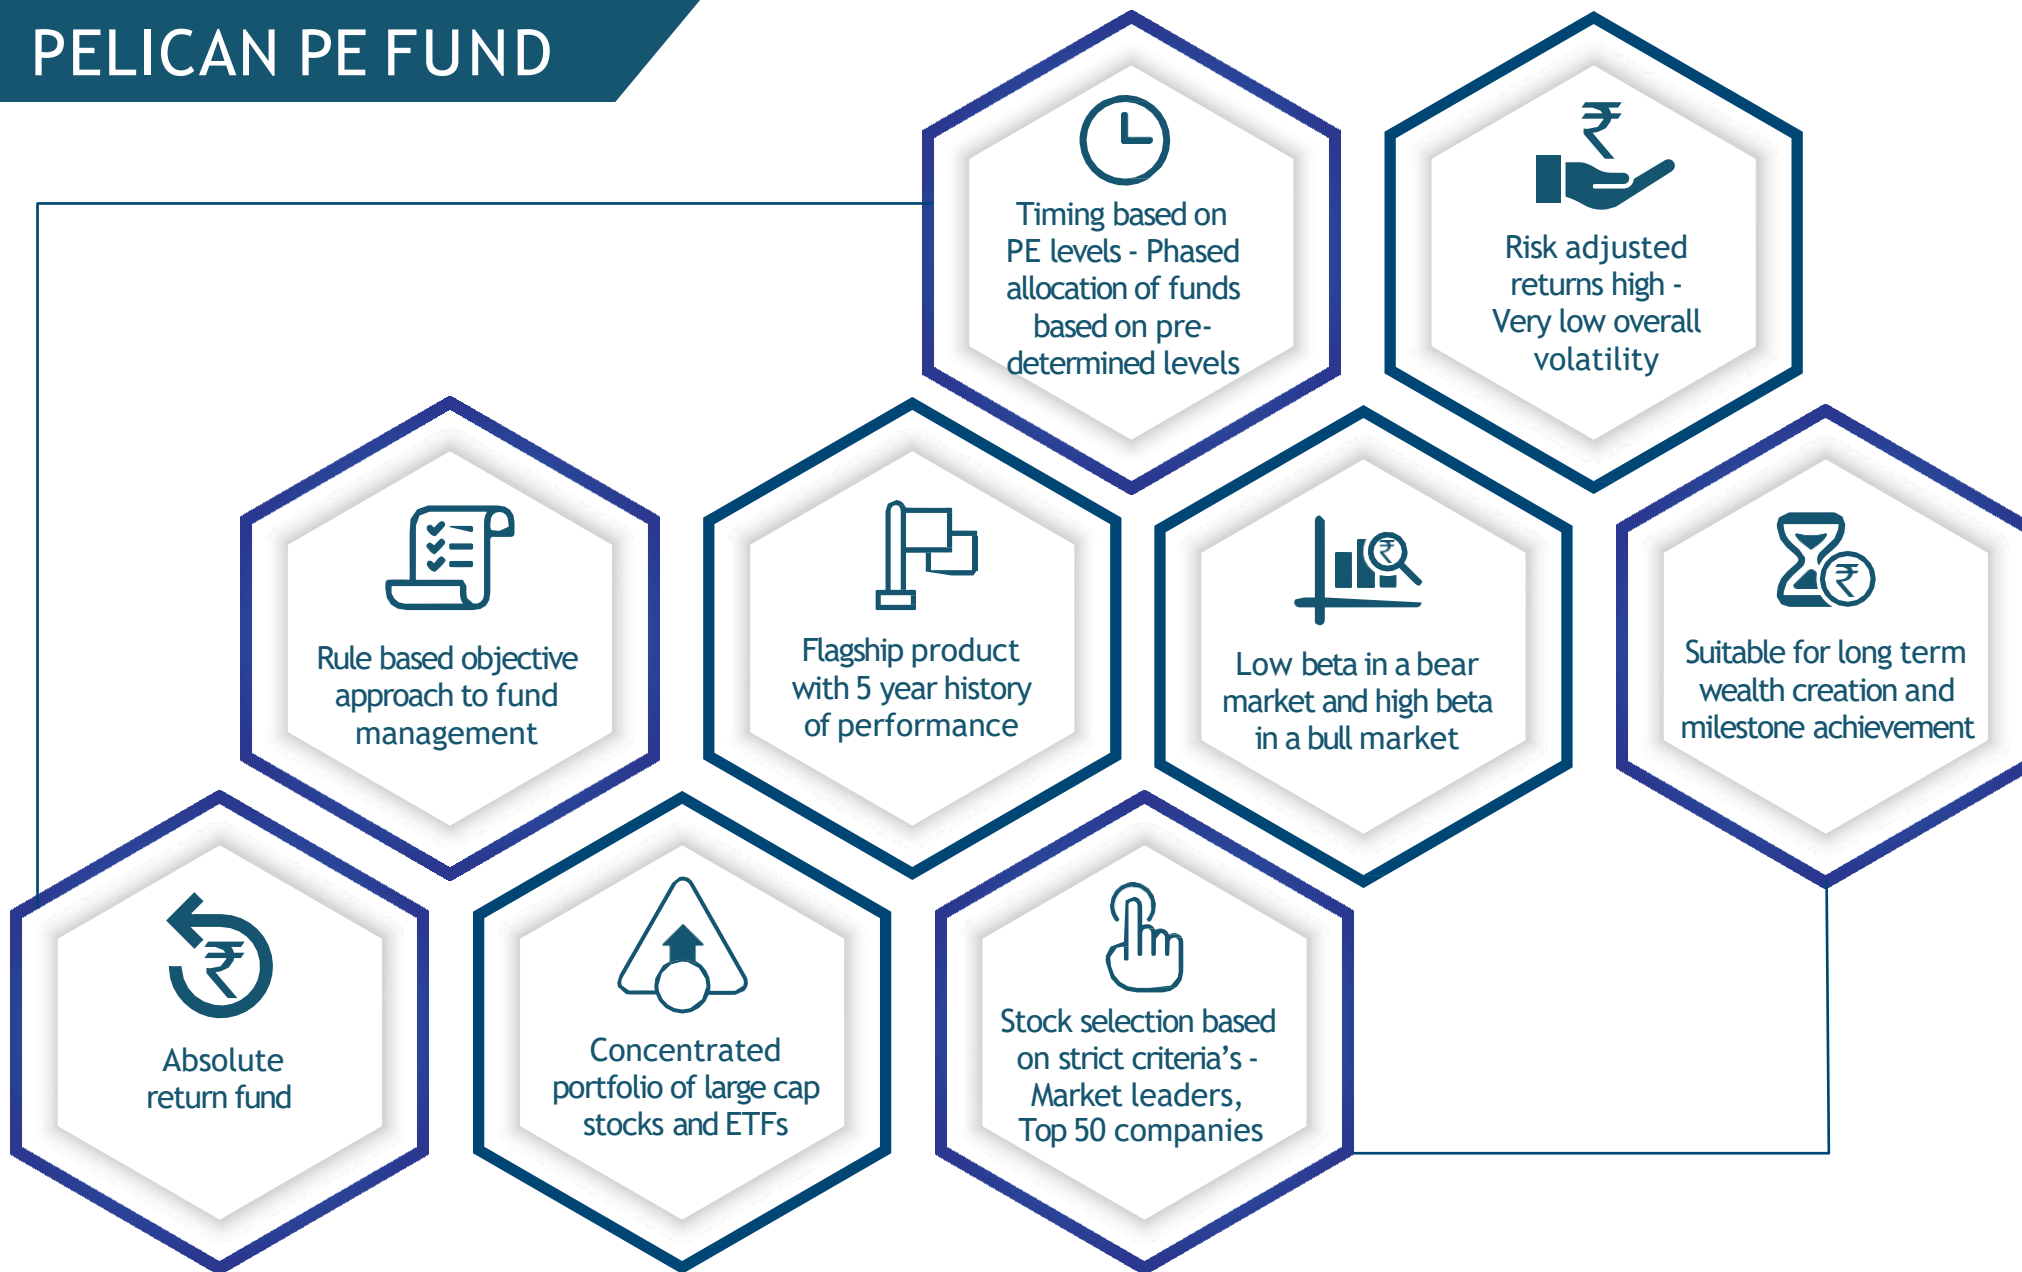 PELICAN PE FUND
Timing based on
PE levels - Phased
allocation of funds
based on pre-
determined levels
₹
Risk adjusted
returns high -
Very low overall
volatility
Rule based objective
approach to fund
management
Flagship product
with 5 year history
of performance
₹
Low beta in a bear
market and high beta
in a bull market
₹
Suitable for long term
wealth creation and
milestone achievement
₹
Absolute
return fund
Concentrated
portfolio of large cap
stocks and ETFs
Stock selection based
on strict criteria’s -
Market leaders,
Top 50 companies